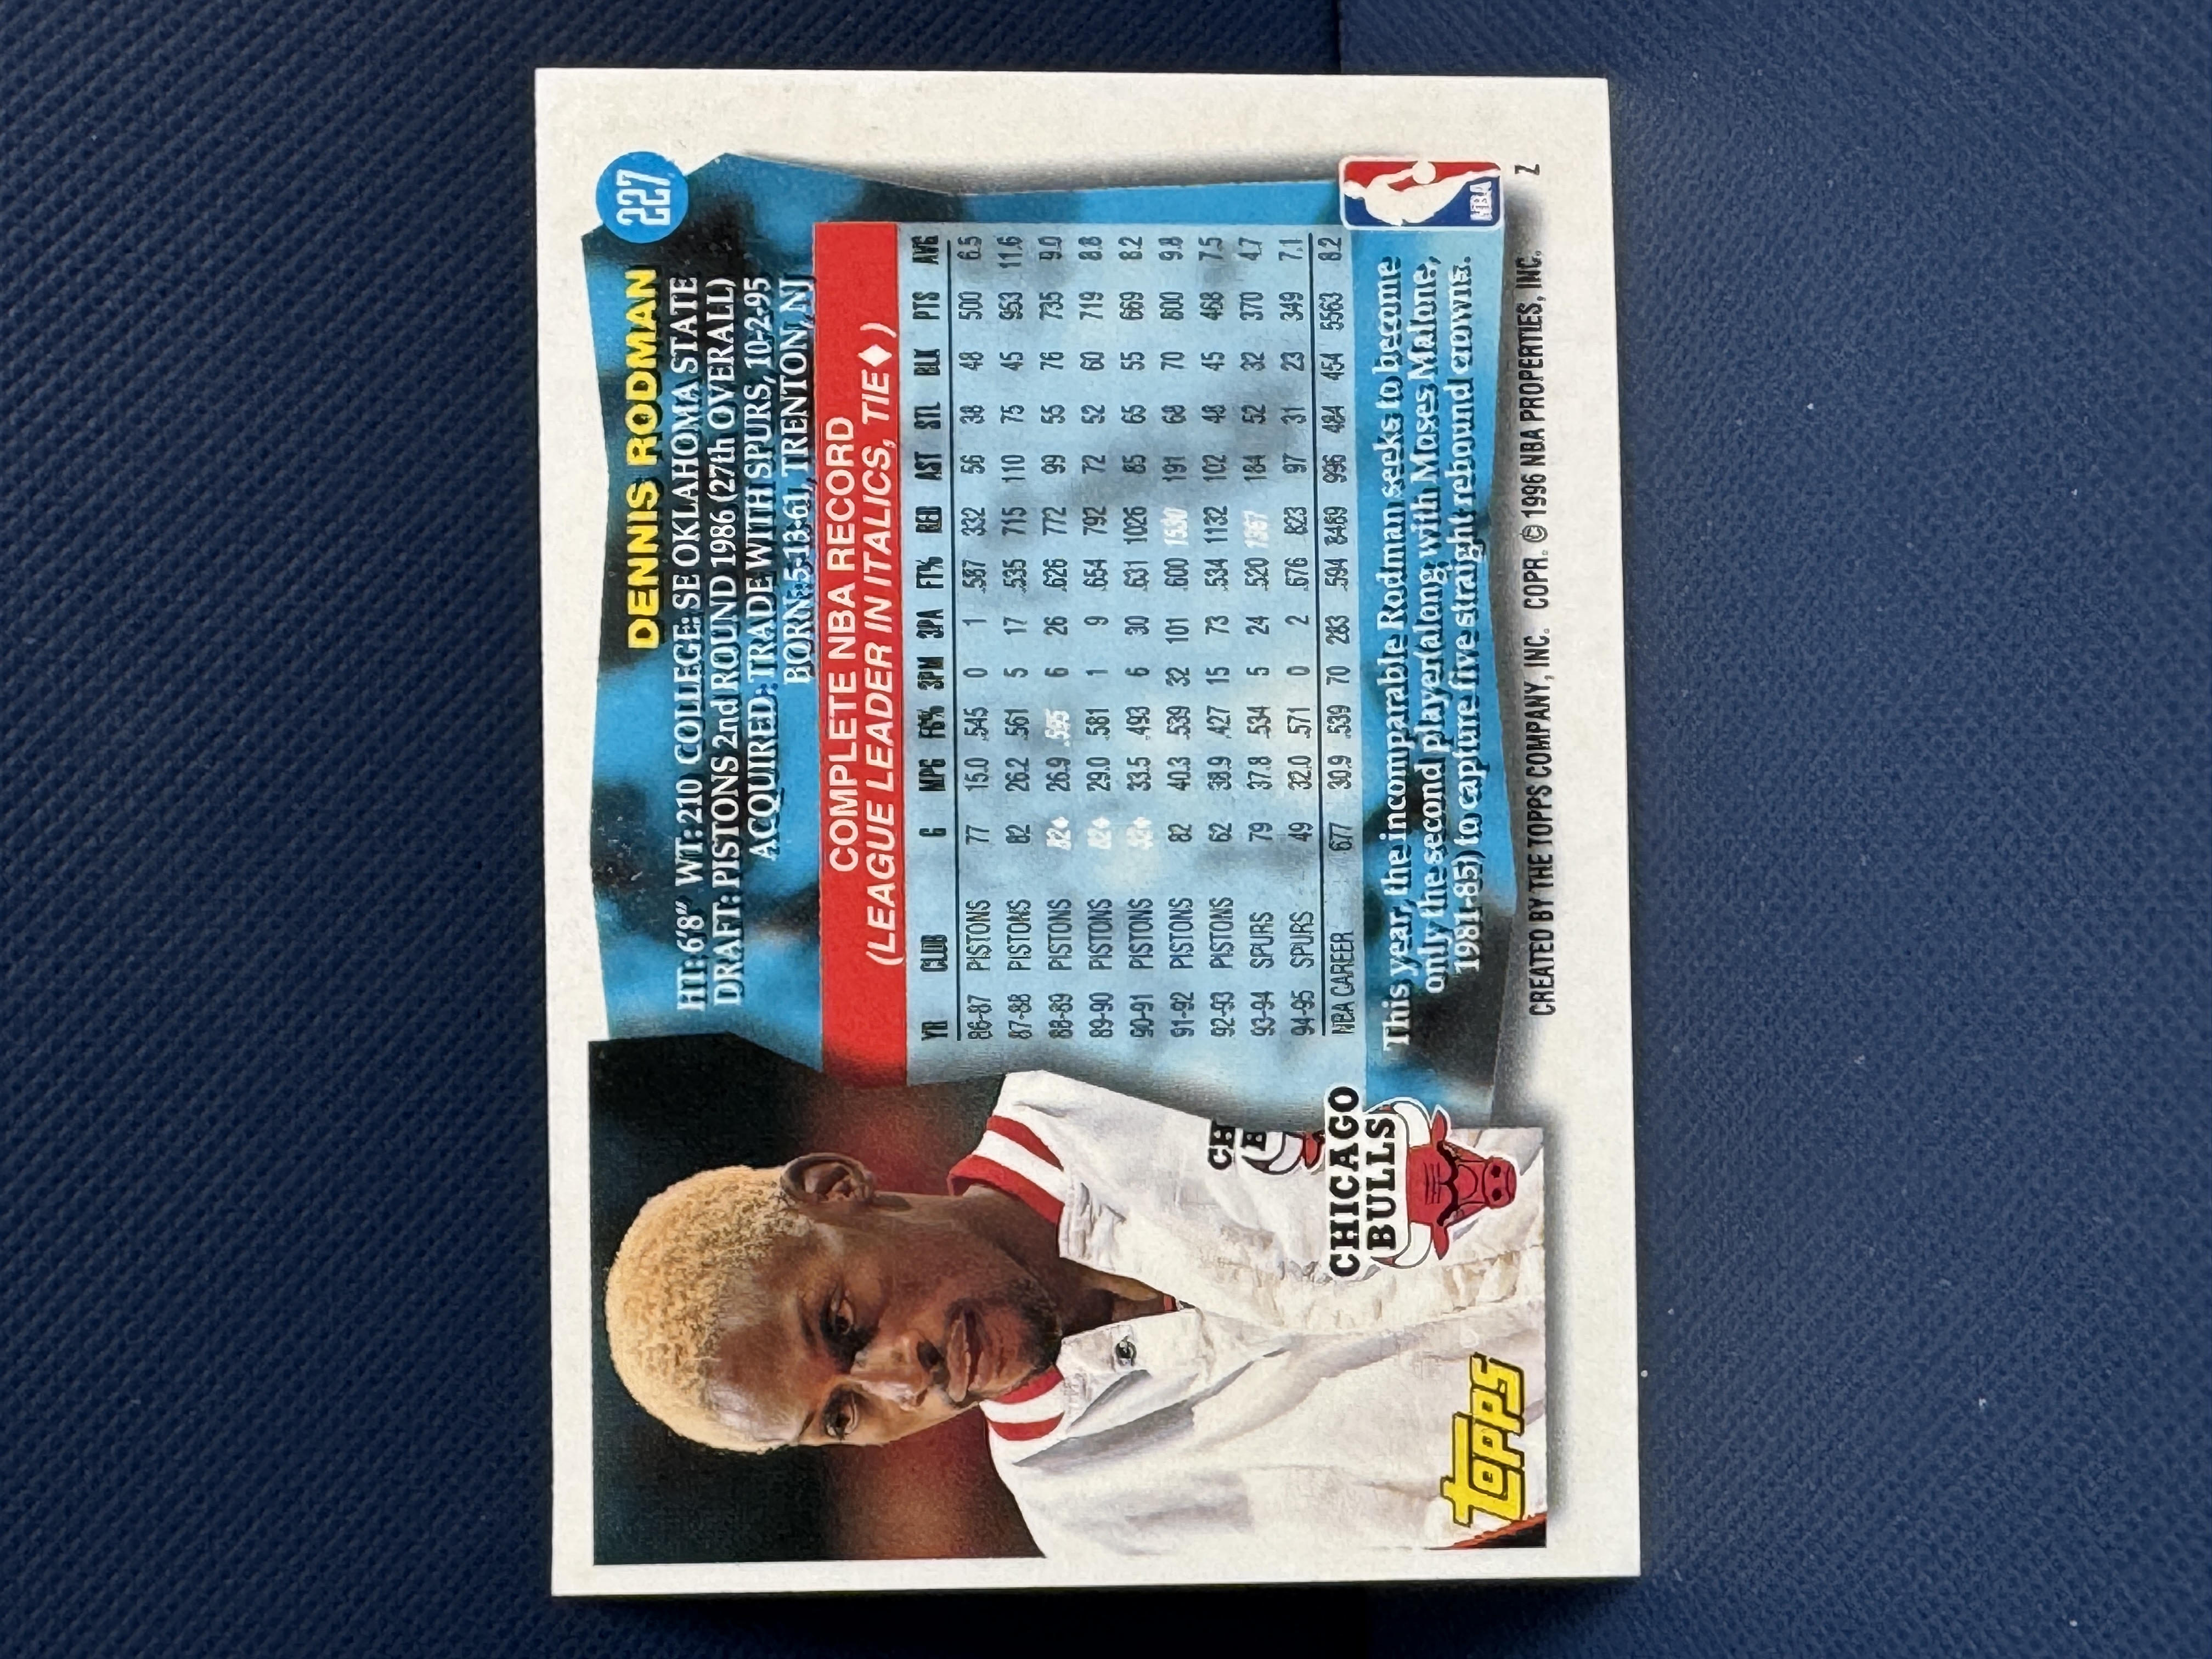 227
DENNIS RODMAN
HT: 6'8" WT: 210 COLLEGE: SE OKLAHOMA STATE
DRAFT: PISTONS 2nd ROUND 1986 (27th OVERALL)
ACQUIRED: TRADE WITH SPURS, 10-2-95
BORN: 5-13-61, TRENTON, NJ
COMPLETE NBA RECORD
(LEAGUE LEADER IN ITALICS, TIE♦)
YR CLUB G MPG FG% 3PM 3PA FT% REB AST STL BLK PTS AVG
86-87 PISTONS 77 15.0 .545 0 1 .587 332 56 38 48 500 6.5
87-88 PISTONS 82 26.2 .561 5 17 .535 715 110 75 45 953 11.6
88-89 PISTONS 82♦ 26.9 .595 6 26 .626 772 99 55 76 735 9.0
89-90 PISTONS 82♦ 29.0 .581 1 9 .654 792 72 52 60 719 8.8
90-91 PISTONS 82♦ 33.5 .493 6 30 .631 1026 85 65 55 669 8.2
91-92 PISTONS 82 40.3 .539 32 101 .600 1530 191 68 70 800 9.8
92-93 PISTONS 62 38.9 .427 15 73 .534 1132 102 48 45 468 7.5
93-94 SPURS 79 37.8 .534 5 24 .520 1367 184 52 32 370 4.7
94-95 SPURS 49 32.0 .571 0 2 .676 823 97 31 23 349 7.1
NBA CAREER 677 30.9 .539 70 283 .594 8489 996 484 454 5563 8.2
This year, the incomparable Rodman seeks to become
only the second player (along with Moses Malone,
1981-85) to capture five straight rebound crowns.
CH
B
CHICAGO
BULLS
NBA
topps
CREATED BY THE TOPPS COMPANY, INC. COPR. © 1996 NBA PROPERTIES, INC.
Z